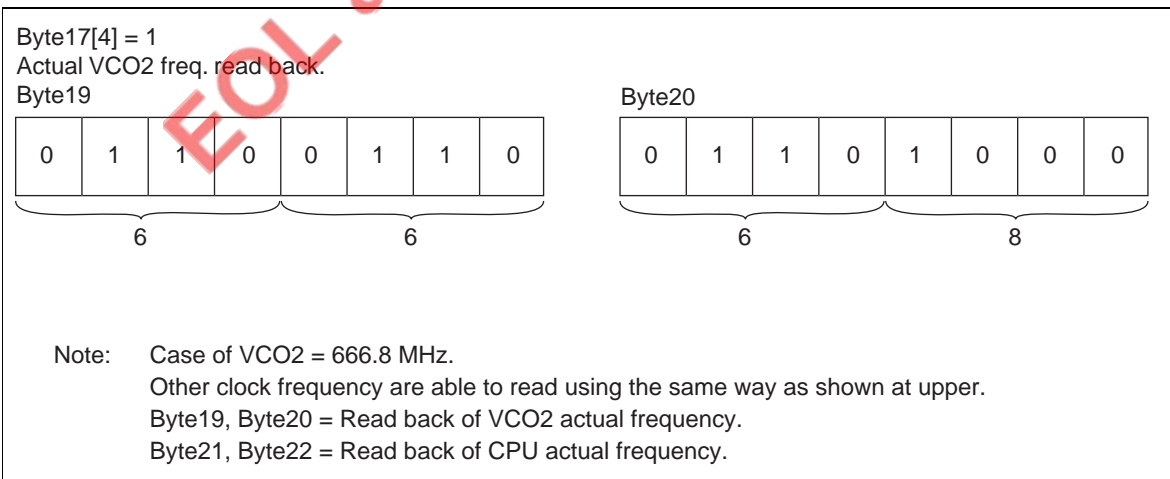 Byte17[4] = 1
Actual VCO2 freq. read back.
Byte19
Byte20
0 1 1 0 0 1 1 0
0 1 1 0 1 0 0 0
6 6
6 8
Note: Case of VCO2 = 666.8 MHz.
Other clock frequency are able to read using the same way as shown at upper.
Byte19, Byte20 = Read back of VCO2 actual frequency.
Byte21, Byte22 = Read back of CPU actual frequency.
EOL